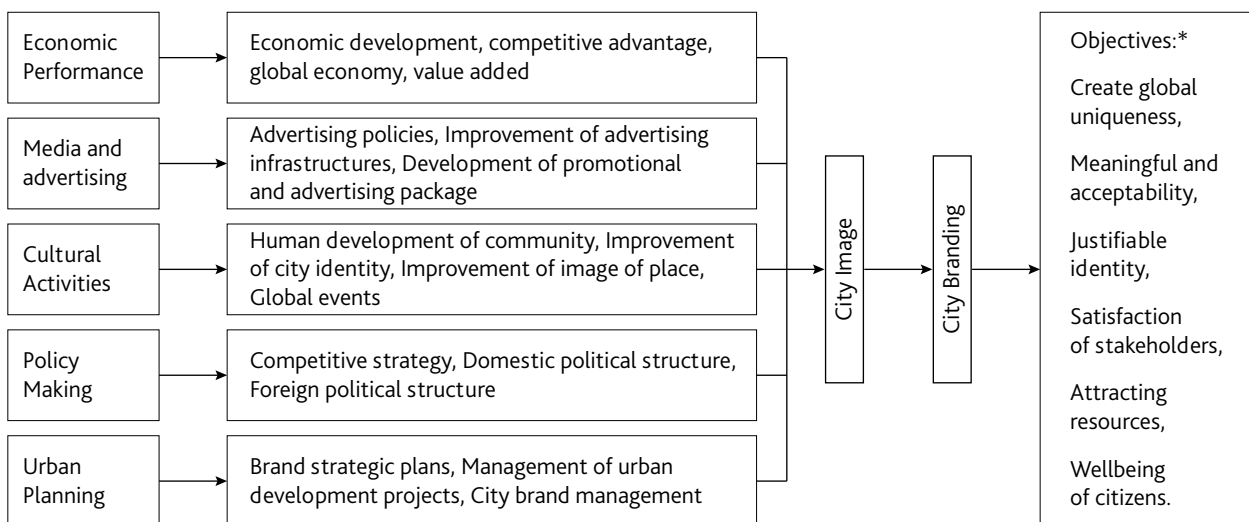 Economic
Performance
Economic development, competitive advantage,
global economy, value added
Media and
advertising
Advertising policies, Improvement of advertising
infrastructures, Development of promotional
and advertising package
Cultural
Activities
Human development of community, Improvement
of city identity, Improvement of image of place,
Global events
Policy
Making
Competitive strategy, Domestic political structure,
Foreign political structure
Urban
Planning
Brand strategic plans, Management of urban
development projects, City brand management
City Image
City Branding
Objectives:*
Create global
uniqueness,
Meaningful and
acceptability,
Justifiable
identity,
Satisfaction
of stakeholders,
Attracting
resources,
Wellbeing
of citizens.